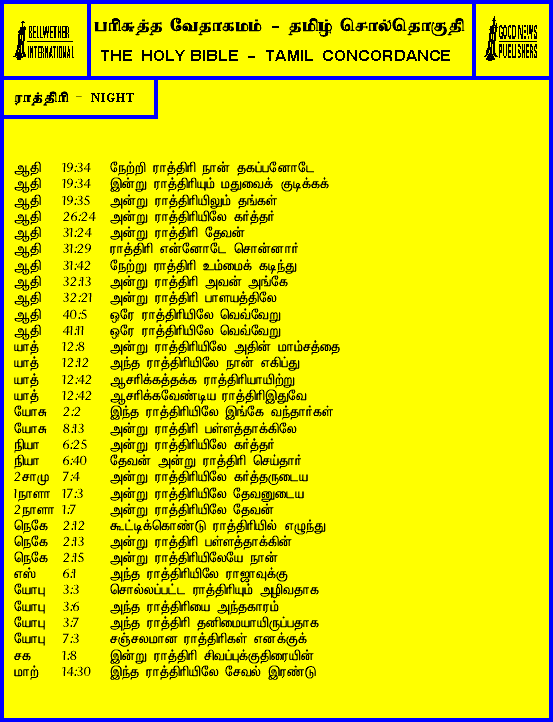 BELLWETHER
INTERNATIONAL
பரிசுத்த வேதாகமம் - தமிழ் சொல்தொகுதி
THE HOLY BIBLE - TAMIL CONCORDANCE
GOOD NEWS
PUBLISHERS
ராத்திரி - NIGHT
ஆதி 19:34 நேற்றி ராத்திரி நான் தகப்பனோடே
ஆதி 19:34 இன்று ராத்திரியும் மதுவைக் குடிக்கக்
ஆதி 19:35 அன்று ராத்திரியிலும் தங்கள்
ஆதி 26:24 அன்று ராத்திரியிலே கர்த்தர்
ஆதி 31:24 அன்று ராத்திரி தேவன்
ஆதி 31:29 ராத்திரி என்னோடே சொன்னார்
ஆதி 31:42 நேற்று ராத்திரி உம்மைக் கடிந்து
ஆதி 32:13 அன்று ராத்திரி அவன் அங்கே
ஆதி 32:21 அன்று ராத்திரி பாளயத்திலே
ஆதி 40:5 ஒரே ராத்திரியிலே வெவ்வேறு
ஆதி 41:11 ஒரே ராத்திரியிலே வெவ்வேறு
யாத் 12:8 அன்று ராத்திரியிலே அதின் மாம்சத்தை
யாத் 12:12 அந்த ராத்திரியிலே நான் எகிப்து
யாத் 12:42 ஆசரிக்கத்தக்க ராத்திரியாயிற்று
யாத் 12:42 ஆசரிக்கவேண்டிய ராத்திரிஇதுவே
யோசு 2:2 இந்த ராத்திரியிலே இங்கே வந்தார்கள்
யோசு 8:13 அன்று ராத்திரி பள்ளத்தாக்கிலே
நியா 6:25 அன்று ராத்திரியிலே கர்த்தர்
நியா 6:40 தேவன் அன்று ராத்திரி செய்தார்
2சாமு 7:4 அன்று ராத்திரியிலே கர்த்தருடைய
1நாளா 17:3 அன்று ராத்திரியிலே தேவனுடைய
2நாளா 1:7 அன்று ராத்திரியிலே தேவன்
நெகே 2:12 கூட்டிக்கொண்டு ராத்திரியில் எழுந்து
நெகே 2:13 அன்று ராத்திரி பள்ளத்தாக்கின்
நெகே 2:15 அன்று ராத்திரியிலேயே நான்
எஸ் 6:1 அந்த ராத்திரியிலே ராஜாவுக்கு
யோபு 3:3 சொல்லப்பட்ட ராத்திரியும் அழிவதாக
யோபு 3:6 அந்த ராத்திரியை அந்தகாரம்
யோபு 3:7 அந்த ராத்திரி தனிமையாயிருப்பதாக
யோபு 7:3 சஞ்சலமான ராத்திரிகள் எனக்குக்
சக 1:8 இன்று ராத்திரி சிவப்புக்குதிரையின்
மாற் 14:30 இந்த ராத்திரியிலே சேவல் இரண்டு